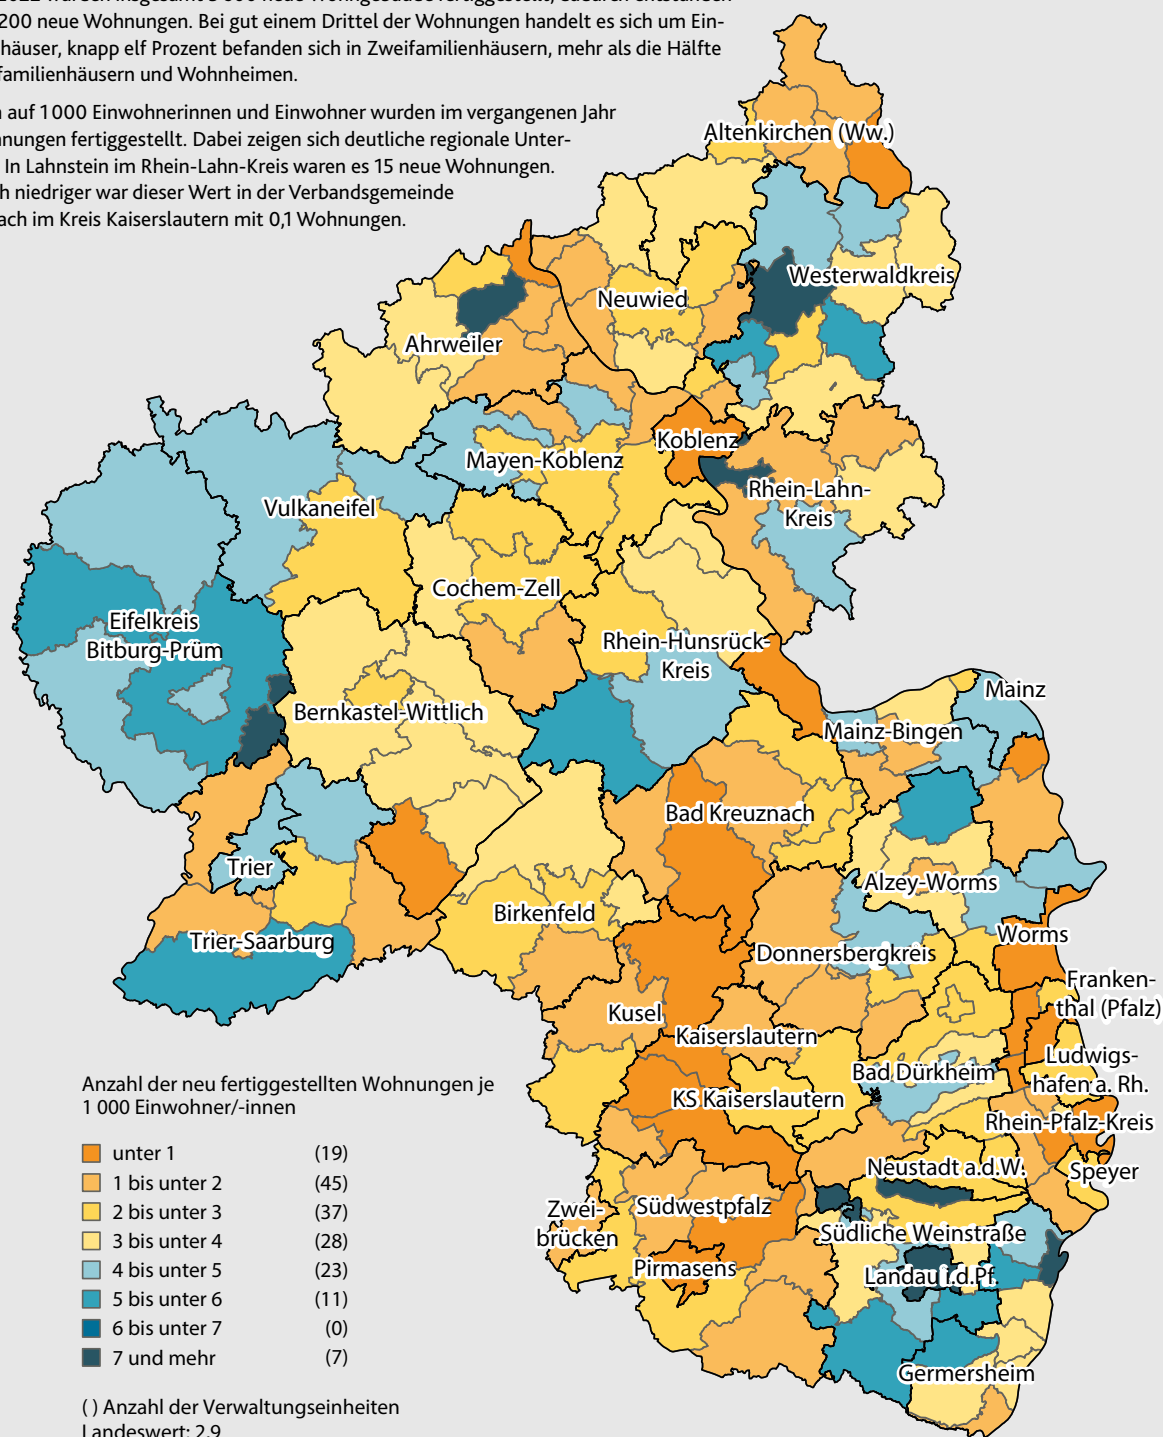 200 neue Wohnungen. Bei gut einem Drittel der Wohnungen handelt es sich um Ein-
häuser, knapp elf Prozent befanden sich in Zweifamilienhäusern, mehr als die Hälfte
familienhäusern und Wohnheimen.
auf 1 000 Einwohnerinnen und Einwohner wurden im vergangenen Jahr
nungen fertiggestellt. Dabei zeigen sich deutliche regionale Unter-
In Lahnstein im Rhein-Lahn-Kreis waren es 15 neue Wohnungen.
h niedriger war dieser Wert in der Verbandsgemeinde
ach im Kreis Kaiserslautern mit 0,1 Wohnungen.
Altenkirchen (Ww.)
Westerwaldkreis
Neuwied
Ahrweiler
Koblenz
Mayen-Koblenz
Rhein-Lahn-
Kreis
Vulkaneifel
Cochem-Zell
Eifelkreis
Bitburg-Prüm
Rhein-Hunsrück-
Kreis
Mainz
Bernkastel-Wittlich
Mainz-Bingen
Bad Kreuznach
Trier
Alzey-Worms
Birkenfeld
Worms
Trier-Saarburg
Donnersbergkreis
Franken-
thal (Pfalz)
Kusel
Kaiserslautern
Ludwigs-
hafen a. Rh.
Bad Dürkheim
KS Kaiserslautern
Rhein-Pfalz-Kreis
Neustadt a.d.W.
Speyer
Zwei-
brücken
Südwestpfalz
Südliche Weinstraße
Pirmasens
Landau i.d.Pf.
Germersheim
Anzahl der neu fertiggestellten Wohnungen je
1 000 Einwohner/-innen
unter 1 (19)
1 bis unter 2 (45)
2 bis unter 3 (37)
3 bis unter 4 (28)
4 bis unter 5 (23)
5 bis unter 6 (11)
6 bis unter 7 (0)
7 und mehr (7)
( ) Anzahl der Verwaltungseinheiten
Landeswert: 2,9